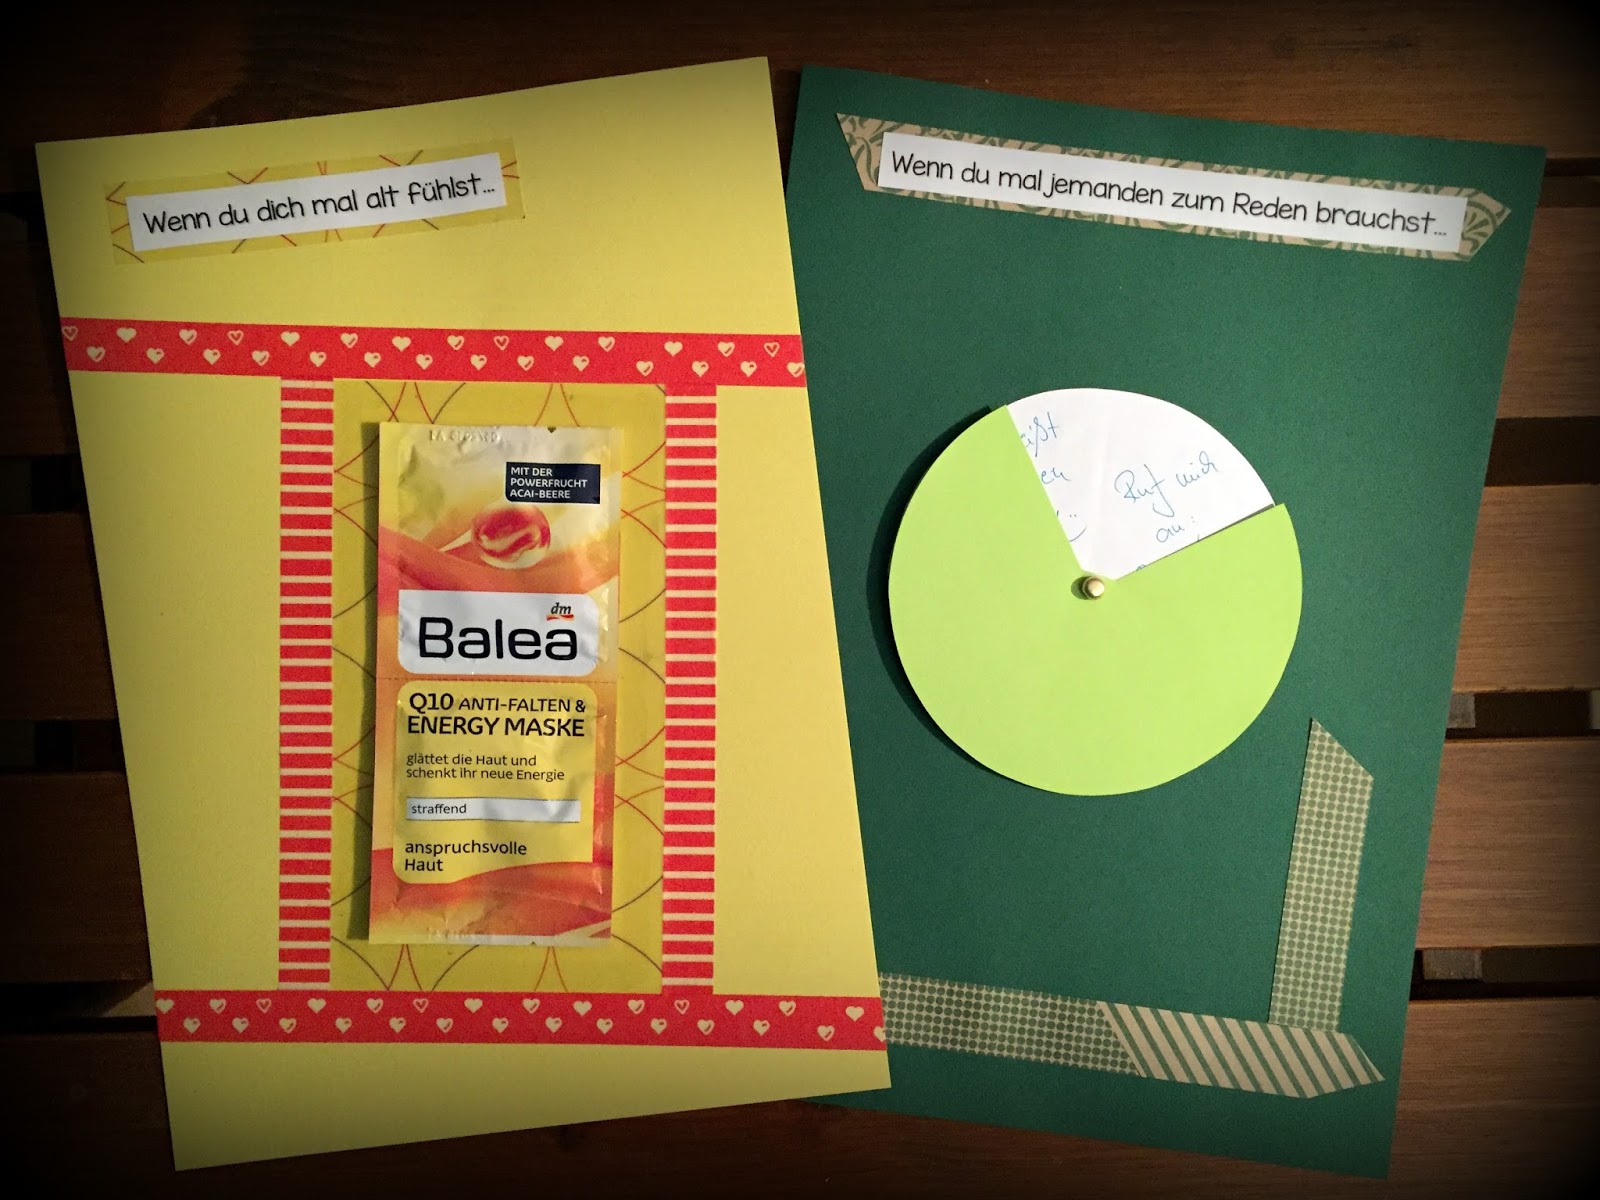 Wenn du dich mal alt fühlst...
MIT DER
POWERFRUCHT
ACAI-BEERE
dm
Balea
Q10 ANTI-FALTEN &
ENERGY MASKE
glättet die Haut und
schenkt ihr neue Energie
straffend
anspruchsvolle
Haut
Wenn du mal jemanden zum Reden brauchst...
Ruf mich
an: